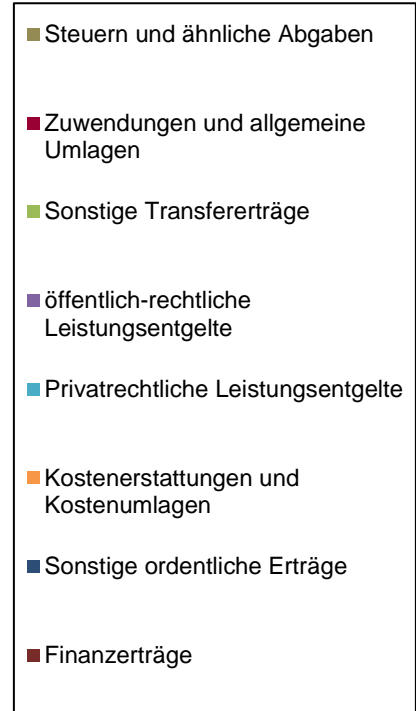 Steuern und ähnliche Abgaben
Zuwendungen und allgemeine
Umlagen
Sonstige Transfererträge
öffentlich-rechtliche
Leistungsentgelte
Privatrechtliche Leistungsentgelte
Kostenerstattungen und
Kostenumlagen
Sonstige ordentliche Erträge
Finanzerträge